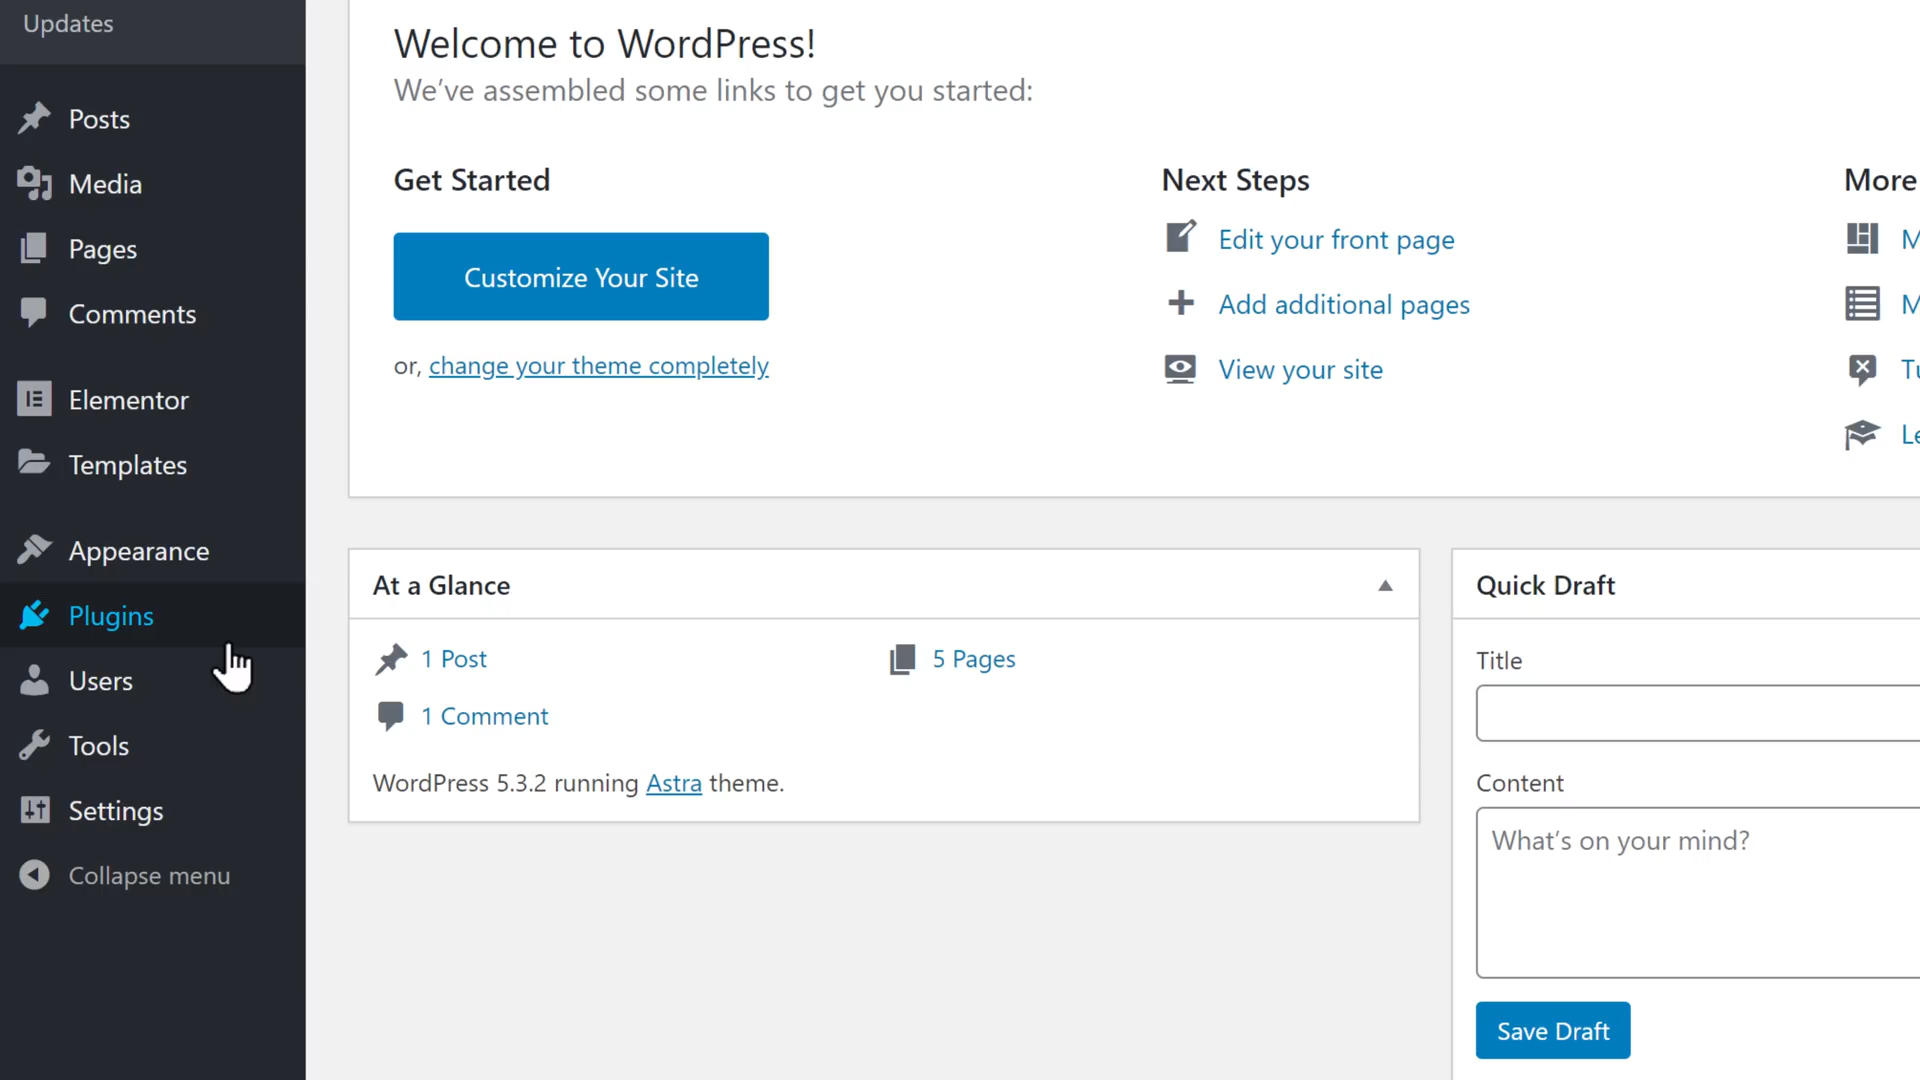 Updates
Posts
Media
Pages
Comments
Elementor
Templates
Appearance
Plugins
Users
Tools
Settings
Collapse menu
Welcome to WordPress!
We’ve assembled some links to get you started:
Get Started
Customize Your Site
or, change your theme completely
Next Steps
Edit your front page
Add additional pages
View your site
More
M
M
Tu
Le
At a Glance
1 Post
5 Pages
1 Comment
WordPress 5.3.2 running Astra theme.
Quick Draft
Title
Content
What’s on your mind?
Save Draft